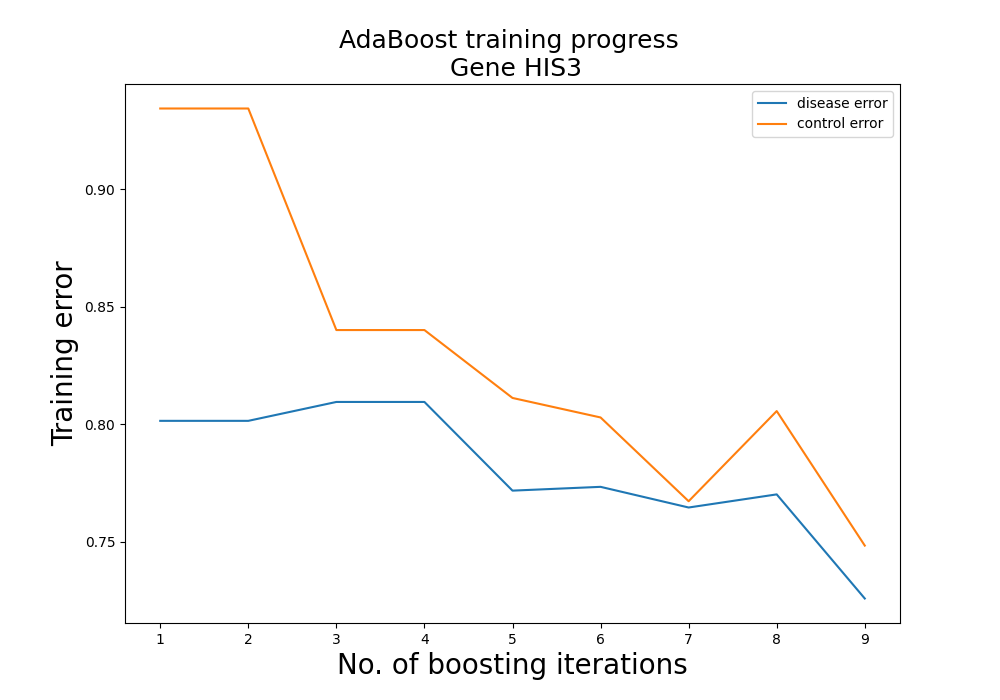 AdaBoost training progress
Gene HIS3
disease error
control error
Training error
0.90
0.85
0.80
0.75
1 2 3 4 5 6 7 8 9
No. of boosting iterations